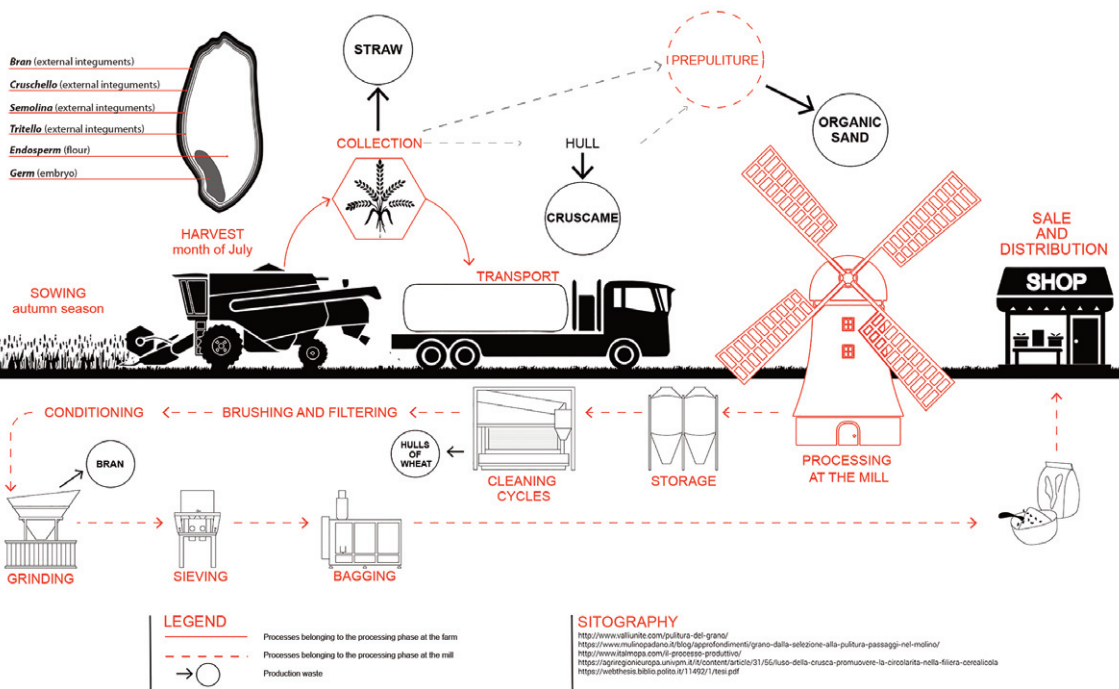 Bran (external integuments)
Cruschello (external integuments)
Semolina (external integuments)
Tritello (external integuments)
Endosperm (flour)
Germ (embryo)
STRAW
PREPULITURE
ORGANIC
SAND
COLLECTION
HULL
CRUSCAME
HARVEST
month of July
SOWING
autumn season
TRANSPORT
SALE
AND
DISTRIBUTION
SHOP
CONDITIONING
BRUSHING AND FILTERING
HULLS
OF
WHEAT
CLEANING
CYCLES
STORAGE
PROCESSING
AT THE MILL
BRAN
GRINDING
SIEVING
BAGGING
LEGEND
Processes belonging to the processing phase at the farm
Processes belonging to the processing phase at the mill
Production waste
SITOGRAPHY
http://www.valliunite.com/pulitura-del-grano/
https://www.mulinopadano.it/blog/approfondimenti/grano-dalla-selezione-alla-pulitura-passaggi-nel-molino/
http://www.italmopa.com/il-processo-produttivo/
https://agriregionieuropa.univpm.it/it/content/article/31/56/luso-della-crusca-promuovere-la-circolarita-nella-filiera-cerealicola
https://webthesis.biblio.polito.it/11492/1/tesi.pdf